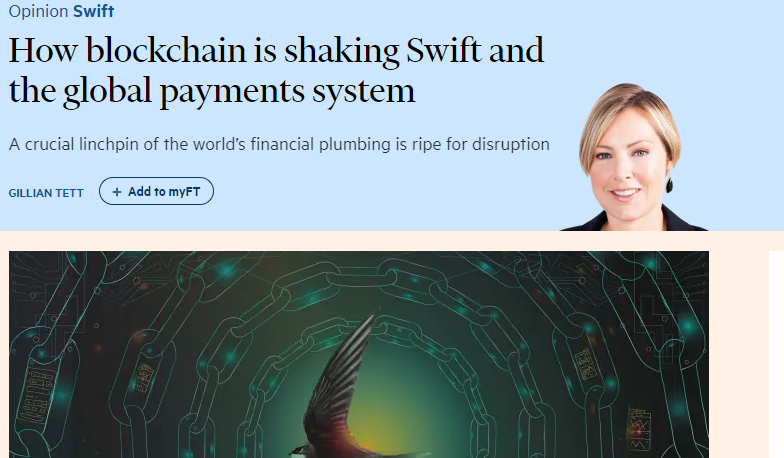 Opinion Swift
How blockchain is shaking Swift and
the global payments system
A crucial linchpin of the world's financial plumbing is ripe for disruption
GILLIAN TETT + Add to myFT